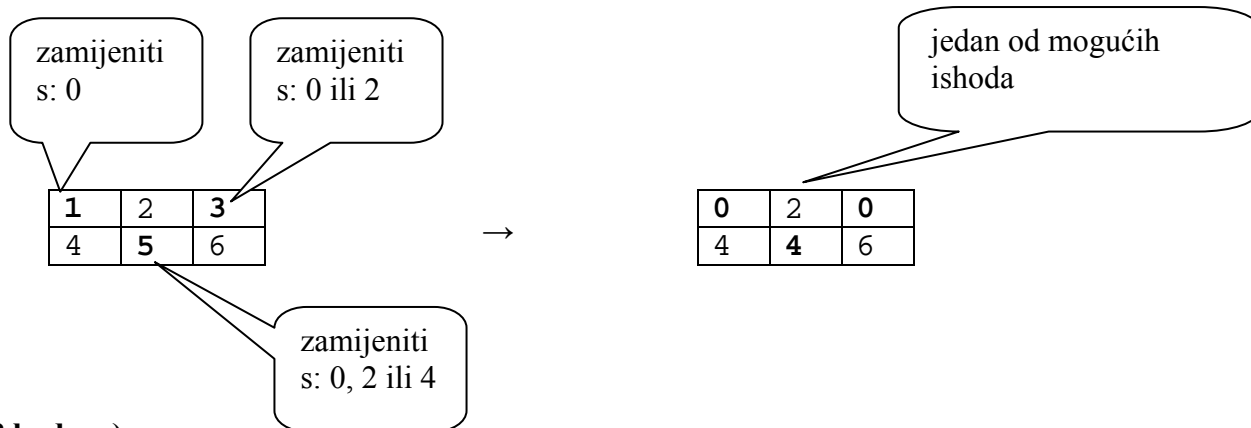 zamijeniti
s: 0
zamijeniti
s: 0 ili 2
jedan od mogućih
ishoda
1 2 3
4 5 6
→
0 2 0
4 4 6
zamijeniti
s: 0, 2 ili 4